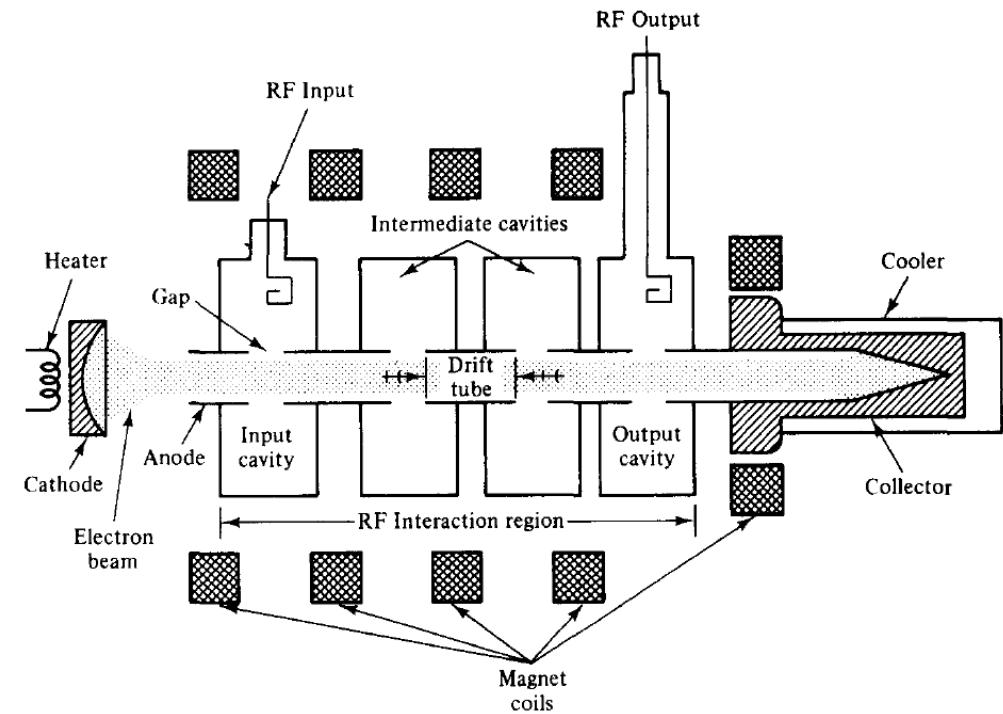 RF Output
RF Input
Intermediate cavities
Heater
Cooler
Gap
Drift
tube
Anode
Input
cavity
Output
cavity
Cathode
Collector
RF Interaction region
Electron
beam
Magnet
coils